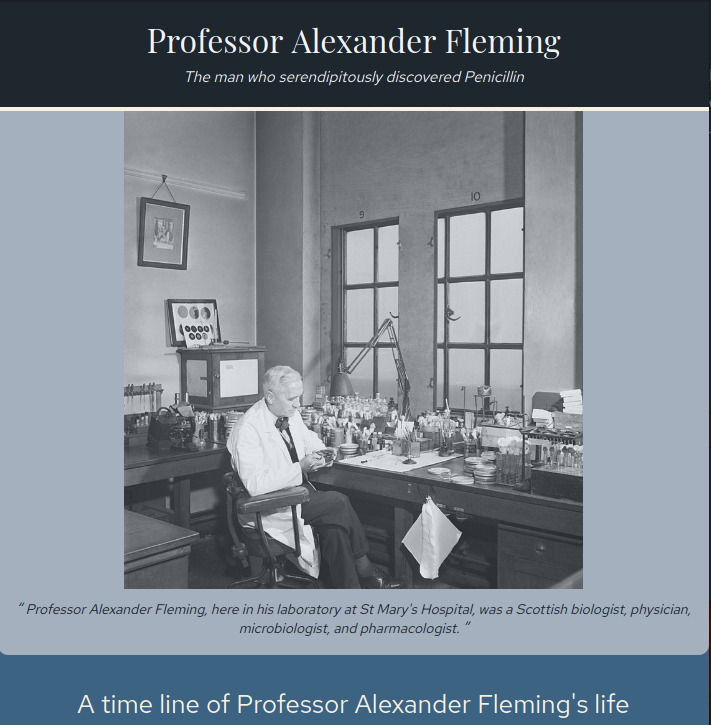 Professor Alexander Fleming
The man who serendipitously discovered Penicillin
9
10
“ Professor Alexander Fleming, here in his laboratory at St Mary's Hospital, was a Scottish biologist, physician,
microbiologist, and pharmacologist. ”
A time line of Professor Alexander Fleming's life